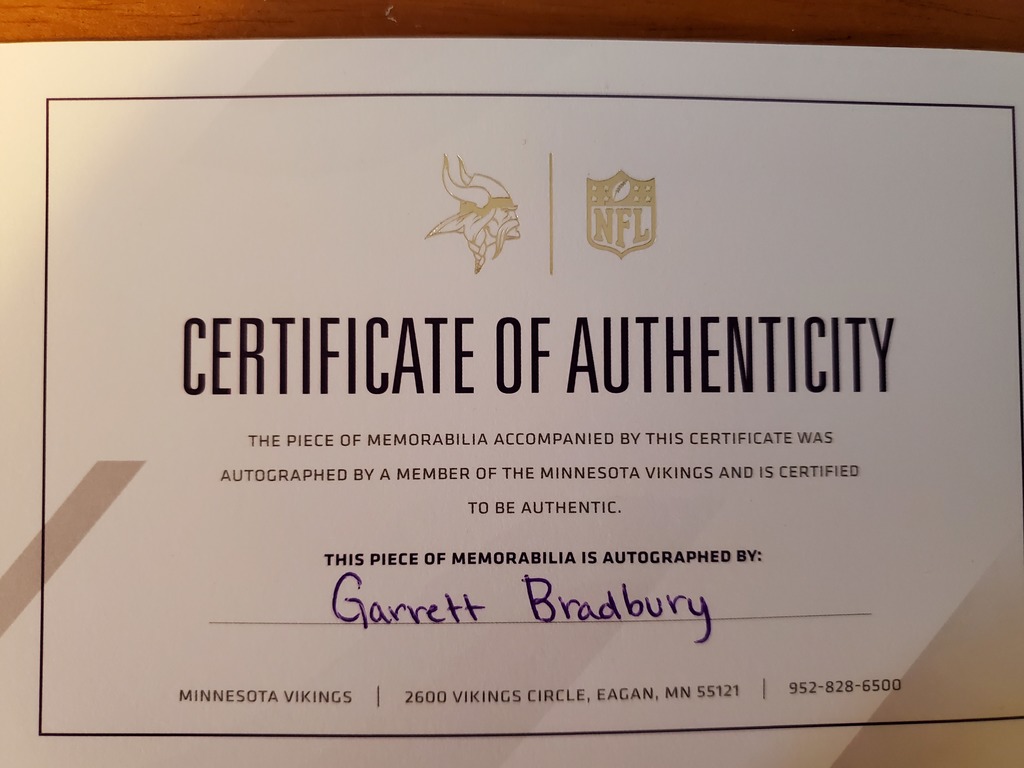 NFL
CERTIFICATE OF AUTHENTICITY
THE PIECE OF MEMORABILIA ACCOMPANIED BY THIS CERTIFICATE WAS
AUTOGRAPHED BY A MEMBER OF THE MINNESOTA VIKINGS AND IS CERTIFIED
TO BE AUTHENTIC.
THIS PIECE OF MEMORABILIA IS AUTOGRAPHED BY:
Garrett Bradbury
MINNESOTA VIKINGS | 2600 VIKINGS CIRCLE, EAGAN, MN 55121 | 952-828-6500